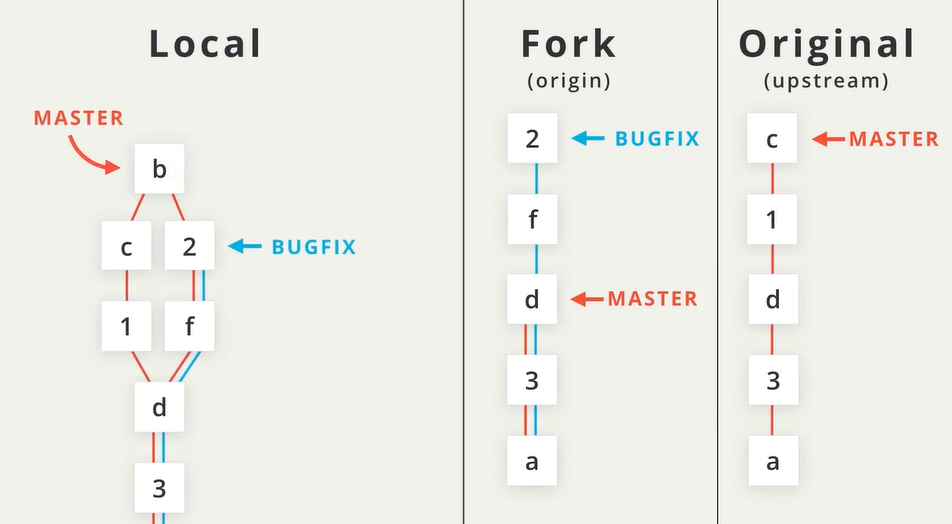 Local
MASTER
b
c 2
BUGFIX
1 f
d
3
Fork
(origin)
2
BUGFIX
f
d
MASTER
3
a
Original
(upstream)
c
MASTER
1
d
3
a